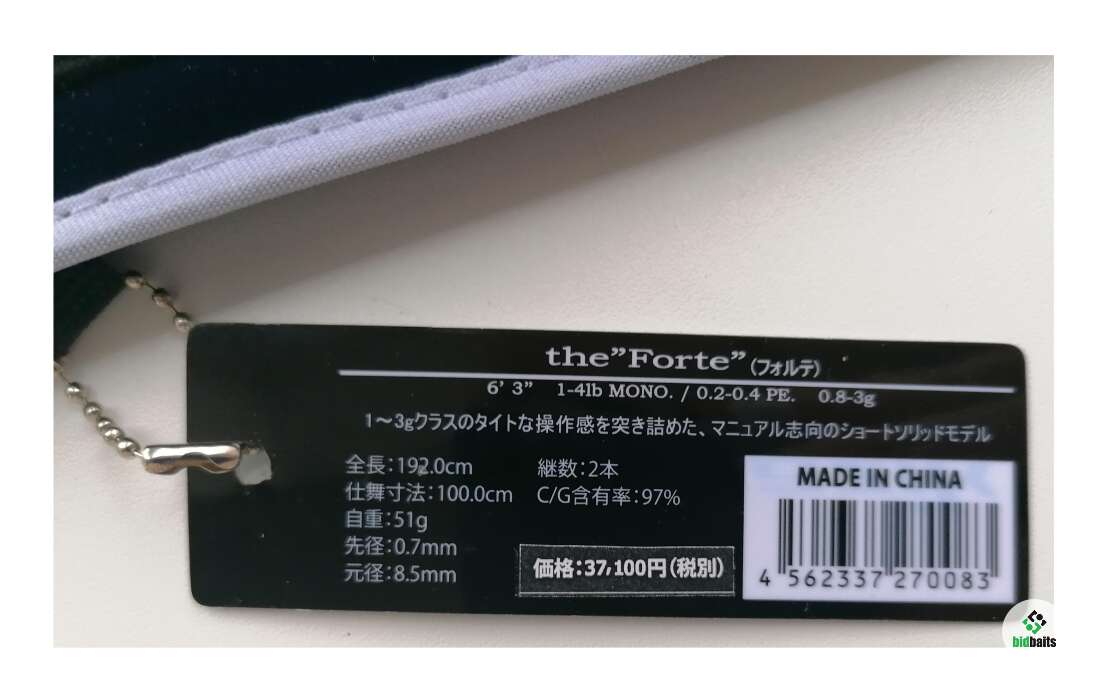 the"Forte"(フォルテ)
6' 3" 1-4lb MONO. / 0.2-0.4 PE. 0.8-3g
1～3gクラスのタイトな操作感を突き詰めた、マニュアル志向のショートソリッドモデル
全長：192.0cm 継数：2本
仕舞寸法：100.0cm C/G含有率：97%
自重：51g
先径：0.7mm
元径：8.5mm
価格：37,100円（税別）
MADE IN CHINA
4 562337 270083
bidbaits